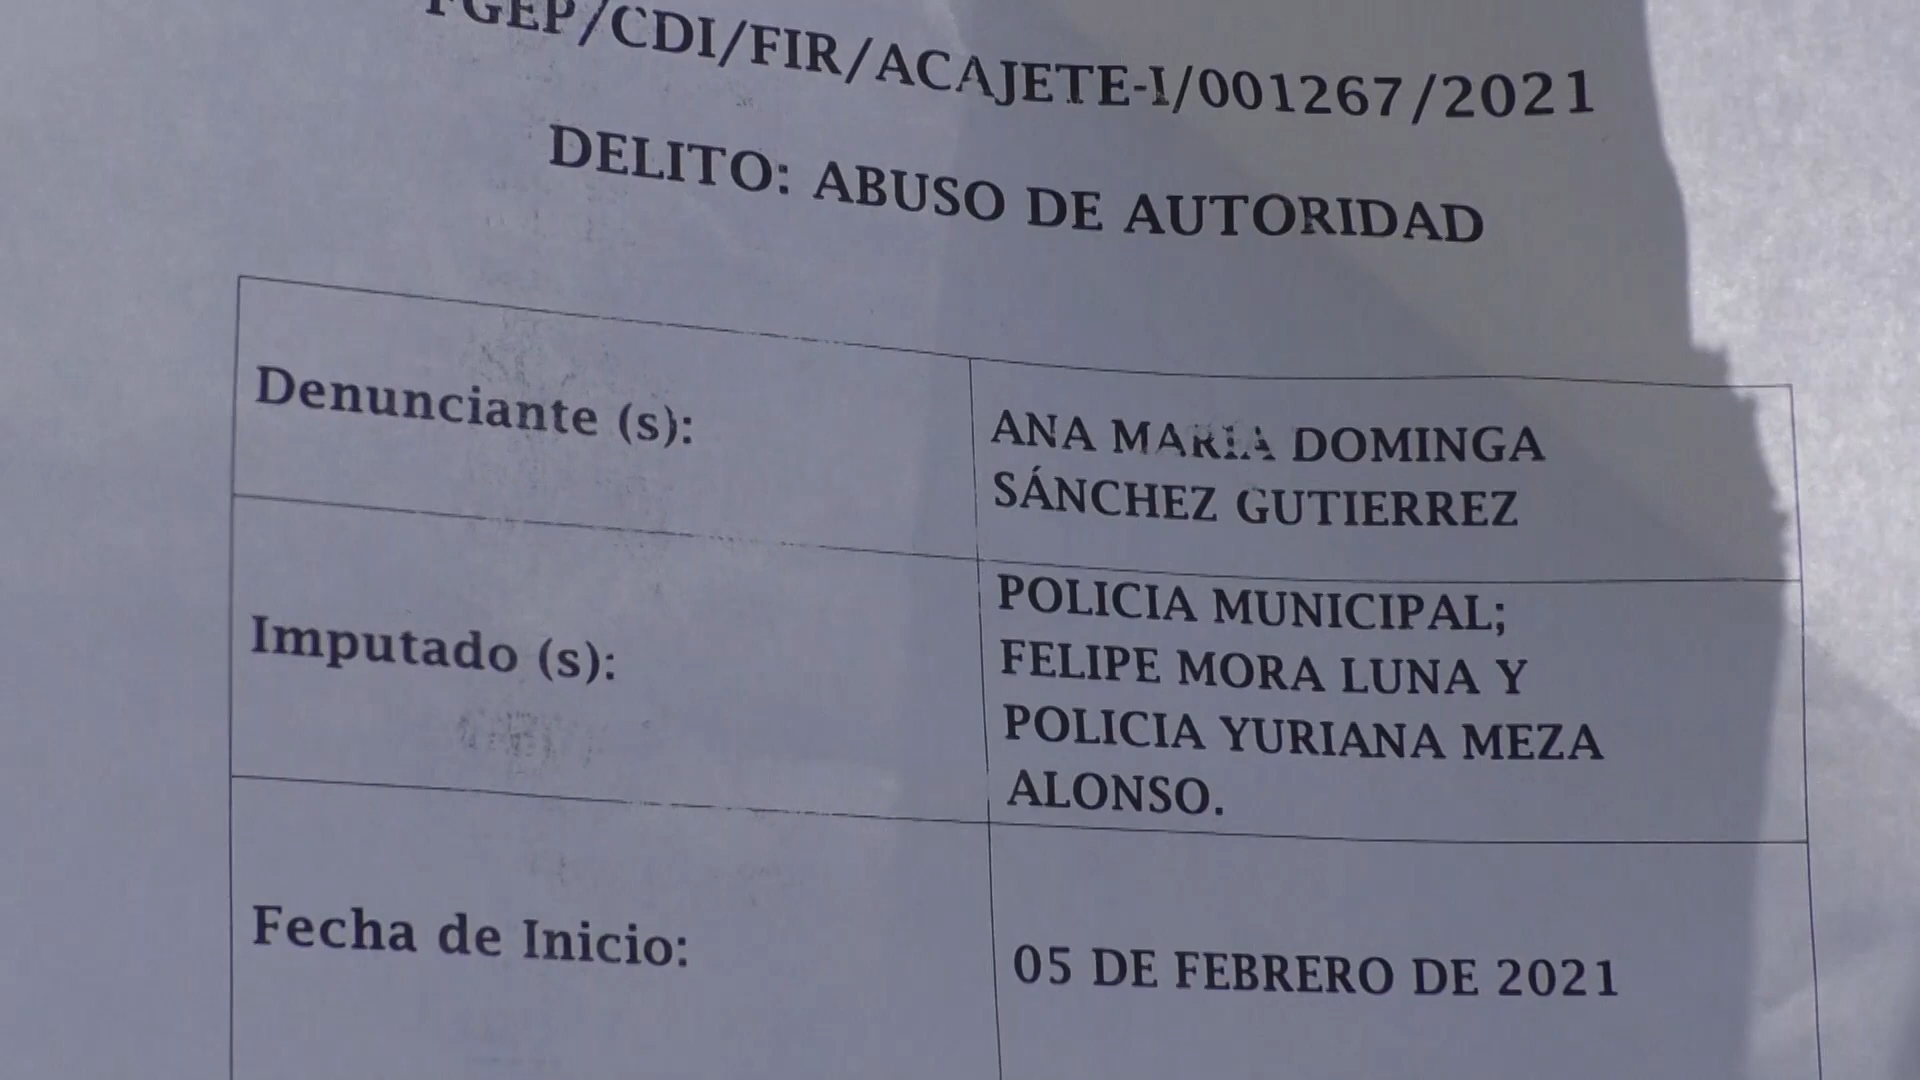 FGEP/CDI/FIR/ACAJETE-I/001267/2021
DELITO: ABUSO DE AUTORIDAD
Denunciante (s):
ANA MARIA DOMINGA
SÁNCHEZ GUTIERREZ
Imputado (s):
POLICIA MUNICIPAL;
FELIPE MORA LUNA Y
POLICIA YURIANA MEZA
ALONSO.
Fecha de Inicio:
05 DE FEBRERO DE 2021